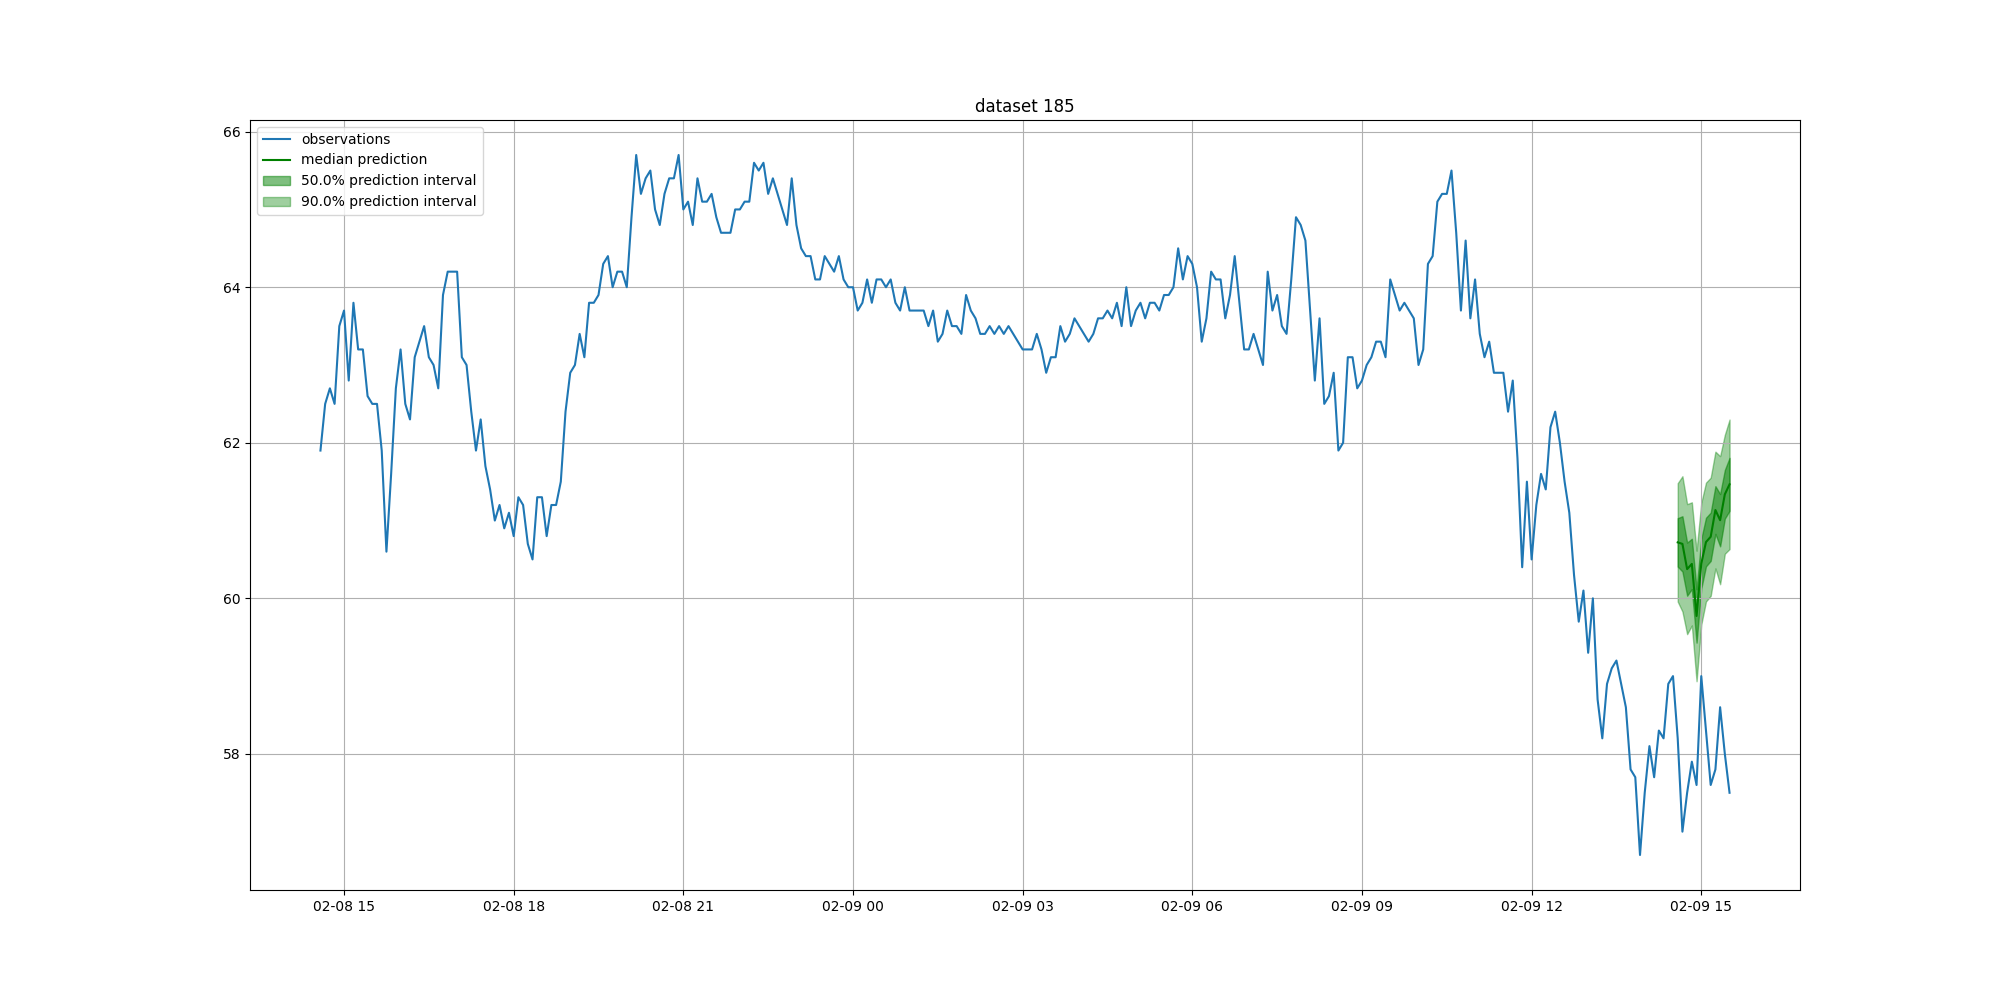 dataset 185
66
64
62
60
58
observations
median prediction
50.0% prediction interval
90.0% prediction interval
02-08 15
02-08 18
02-08 21
02-09 00
02-09 03
02-09 06
02-09 09
02-09 12
02-09 15